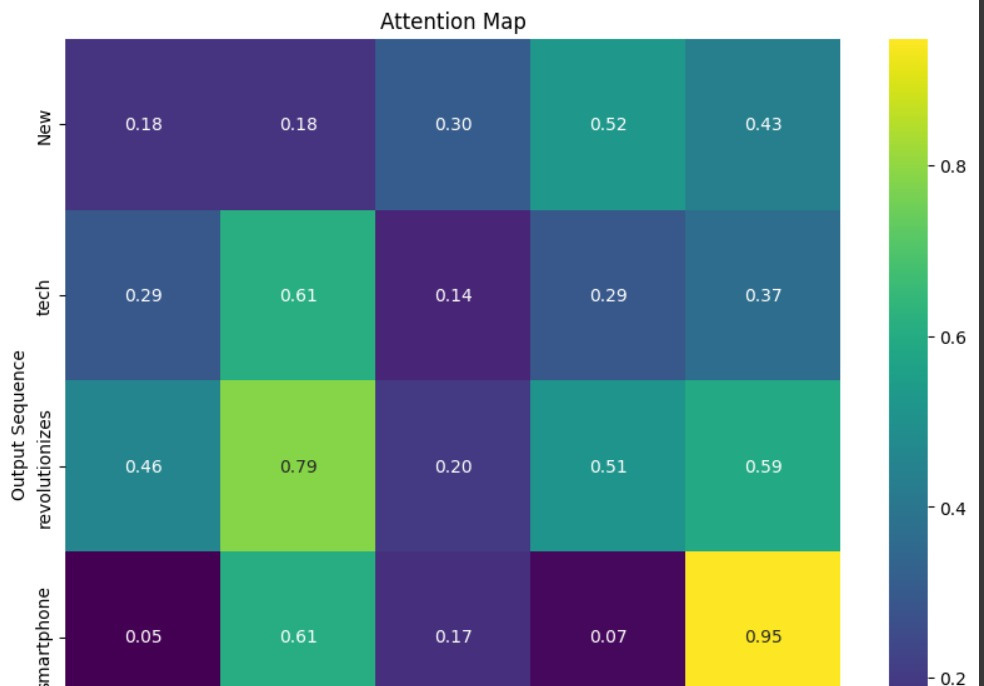 Attention Map
New
0.18 0.18 0.30 0.52 0.43
0.8
tech
0.29 0.61 0.14 0.29 0.37
0.6
Output Sequence
revolutionizes
0.46 0.79 0.20 0.51 0.59
0.4
smartphone
0.05 0.61 0.17 0.07 0.95
0.2